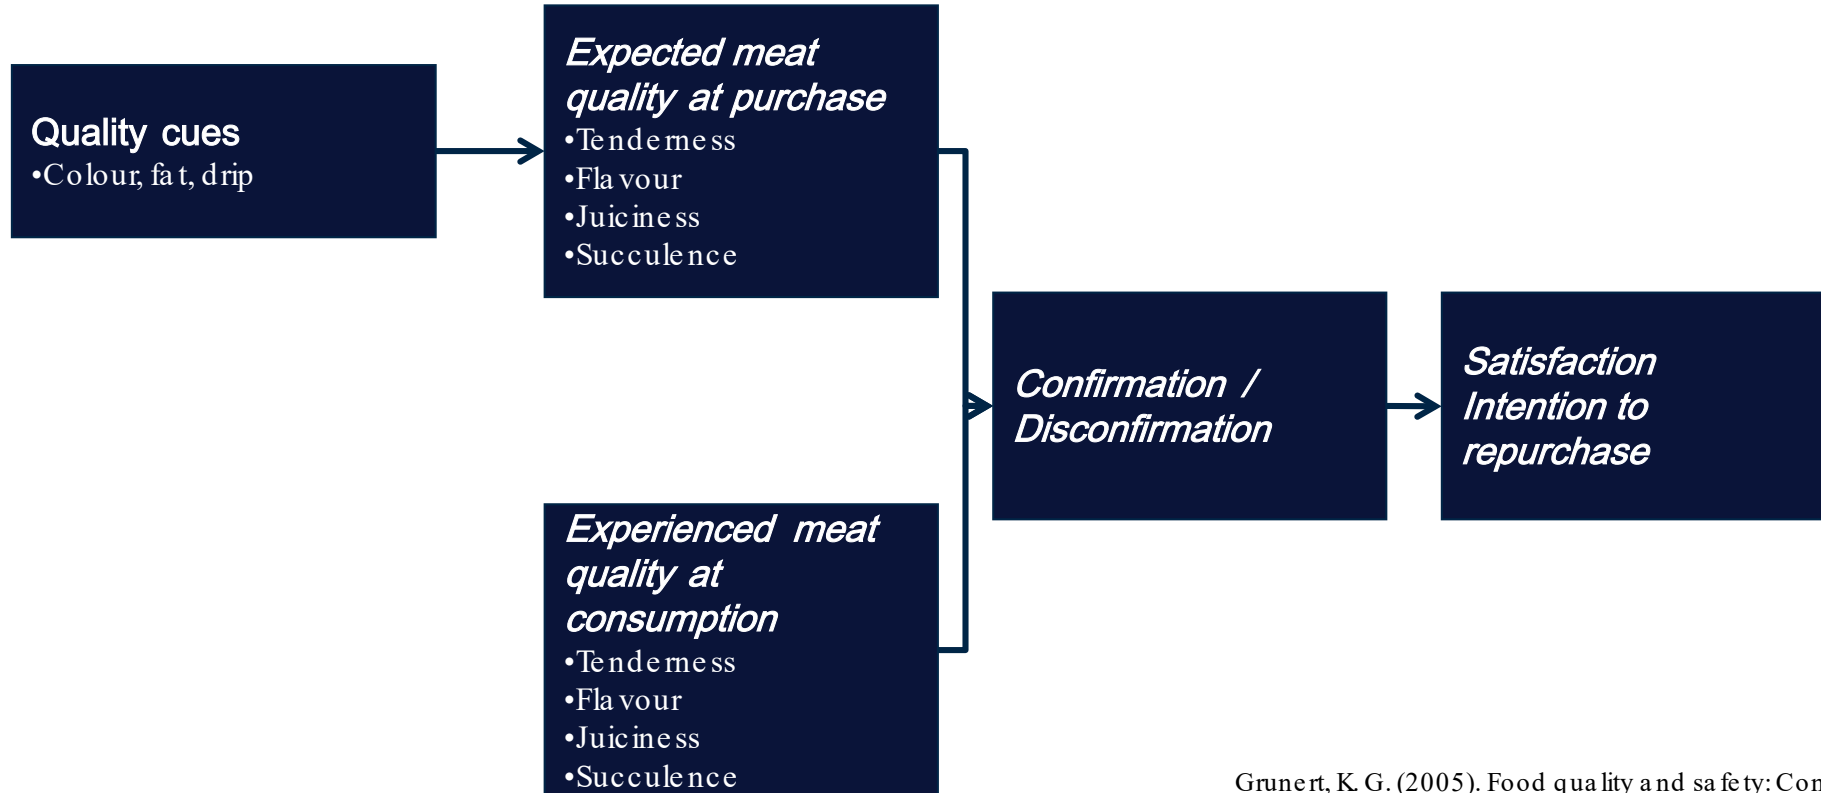 Quality cues
•Colour, fat, drip
Expected meat
quality at purchase
•Tenderness
•Flavour
•Juiciness
•Succulence
Confirmation /
Disconfirmation
Satisfaction
Intention to
repurchase
Experienced meat
quality at
consumption
•Tenderness
•Flavour
•Juiciness
•Succulence
Grunert, K. G. (2005). Food quality and safety: Con